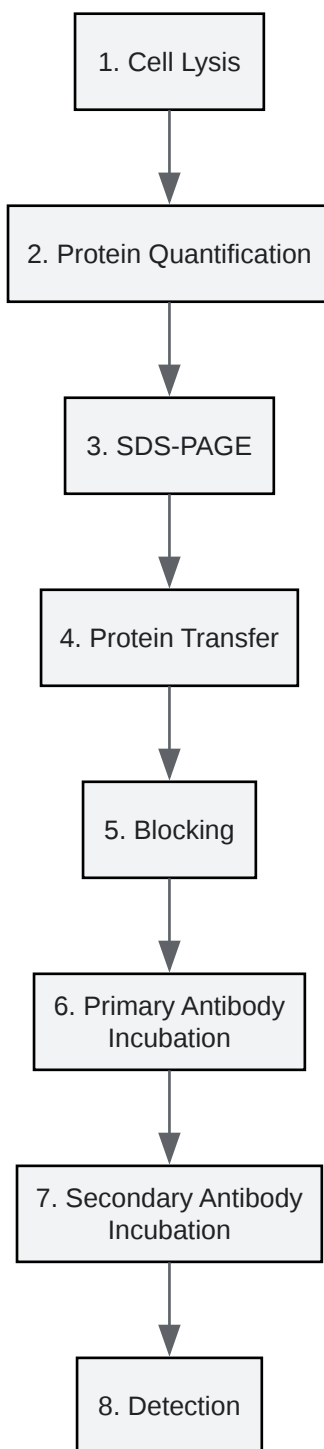 1. Cell Lysis
2. Protein Quantification
3. SDS-PAGE
4. Protein Transfer
5. Blocking
6. Primary Antibody
Incubation
7. Secondary Antibody
Incubation
8. Detection